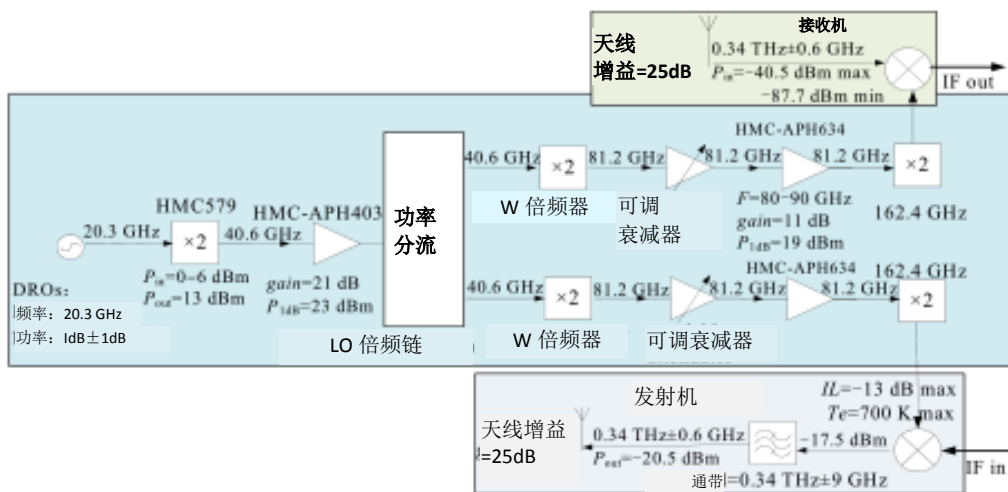 接收机
天线
增益=25dB
0.34 THz±0.6 GHz
Pin=-40.5 dBm max
-87.7 dBm min
IF out
HMC-APH634
40.6 GHz
×2
81.2 GHz
81.2 GHz
81.2 GHz
×2
W 倍频器
可调
衰减器
F=80-90 GHz
gain=11 dB
P1dB=19 dBm
162.4 GHz
HMC579
HMC-APH403
功率
分流
20.3 GHz
×2
40.6 GHz
Pin=0-6 dBm
Pout=13 dBm
gain=21 dB
P1dB=23 dBm
DROs:
频率：20.3 GHz
功率：IdB±1dB
LO 倍频链
HMC-APH634
162.4 GHz
40.6 GHz
×2
81.2 GHz
81.2 GHz
81.2 GHz
×2
W 倍频器
可调衰减器
发射机
IL=-13 dB max
Te=700 K max
天线增益
=25dB
0.34 THz±0.6 GHz
Pout=-20.5 dBm
-17.5 dBm
通带=0.34 THz±9 GHz
IF in